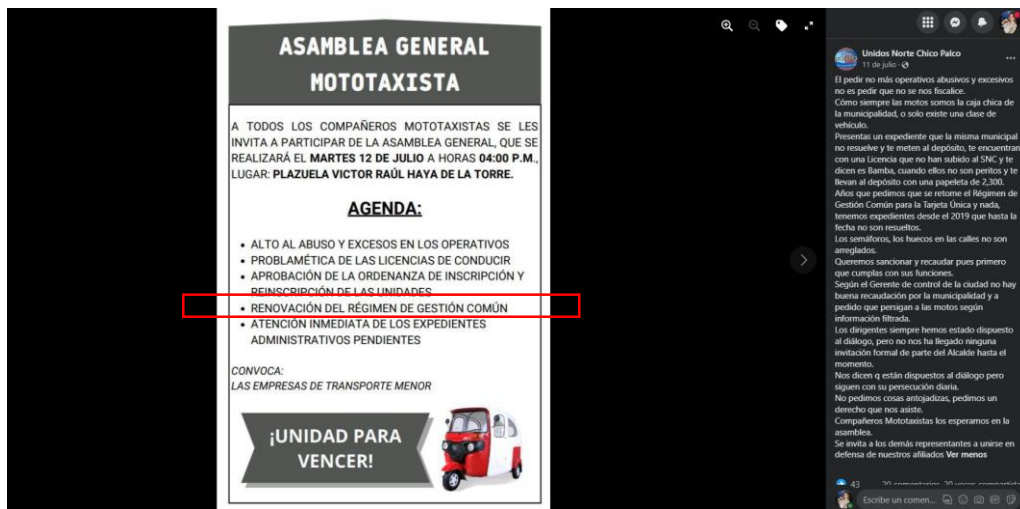 ASAMBLEA GENERAL
MOTOTAXISTA
A TODOS LOS COMPAÑEROS MOTOTAXISTAS SE LES
INVITA A PARTICIPAR DE LA ASAMBLEA GENERAL, QUE SE
REALIZARÁ EL MARTES 12 DE JULIO A HORAS 04:00 P.M.,
LUGAR: PLAZUELA VICTOR RAÚL HAYA DE LA TORRE.
AGENDA:
• ALTO AL ABUSO Y EXCESOS EN LOS OPERATIVOS
• PROBLAMÉTICA DE LAS LICENCIAS DE CONDUCIR
• APROBACIÓN DE LA ORDENANZA DE INSCRIPCIÓN Y
REINSCRIPCIÓN DE LAS UNIDADES
• RENOVACIÓN DEL RÉGIMEN DE GESTIÓN COMÚN
• ATENCIÓN INMEDIATA DE LOS EXPEDIENTES
ADMINISTRATIVOS PENDIENTES
CONVOCA:
LAS EMPRESAS DE TRANSPORTE MENOR
¡UNIDAD PARA
VENCER!
Unidos Norte Chico Palco
11 de julio
El pedir no más operativos abusivos y excesivos
no es pedir que no se nos fiscalice.
Cómo siempre las motos somos la caja chica de
la municipalidad, o solo existe una clase de
vehículo.
Presentas un expediente que la misma municipal
no resuelve y te meten al depósito, te encuentran
con una Licencia que no han subido al SNC y te
dicen es Bamba, cuando ellos no son peritos y te
llevan al depósito con una papeleta de 2,300.
Años que pedimos que se retome el Régimen de
Gestión Común para la Tarjeta Única y nada,
tenemos expedientes desde el 2019 que hasta la
fecha no son resueltos.
Los semáforos, los huecos en las calles no son
arreglados.
Queremos sancionar y recaudar pues primero
que cumplas con sus funciones.
Según el Gerente de control de la ciudad no hay
buena recaudación por la municipalidad y a
pedido que persigan a las motos según
información filtrada.
Los dirigentes siempre hemos estado dispuesto
al diálogo, pero no nos ha llegado ninguna
invitación formal de parte del Alcalde hasta el
momento.
Nos dicen q están dispuestos al diálogo pero
siguen con su persecución diaria.
No pedimos cosas antojadizas, pedimos un
derecho que nos asiste.
Compañeros Mototaxistas los esperamos en la
asamblea.
Se invita a los demás representantes a unirse en
defensa de nuestros afiliados Ver menos
43 20 comentarios 20 veces compartida
Escribe un comen...